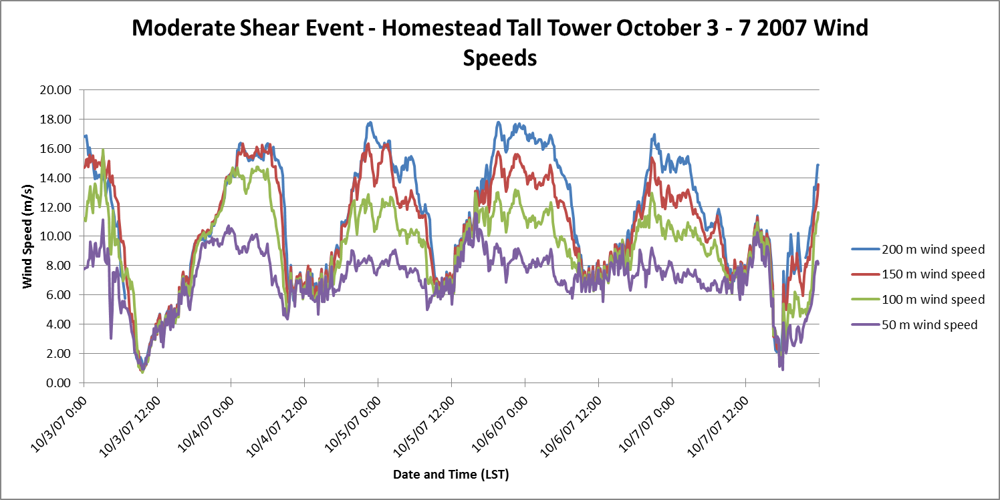 Moderate Shear Event - Homestead Tall Tower October 3 - 7 2007 Wind
Speeds
20.00
18.00
16.00
14.00
12.00
10.00
8.00
6.00
4.00
2.00
0.00
Wind Speed (m/s)
10/3/07 0:00
10/3/07 12:00
10/4/07 0:00
10/4/07 12:00
10/5/07 0:00
10/5/07 12:00
10/6/07 0:00
10/6/07 12:00
10/7/07 0:00
10/7/07 12:00
Date and Time (LST)
200 m wind speed
150 m wind speed
100 m wind speed
50 m wind speed